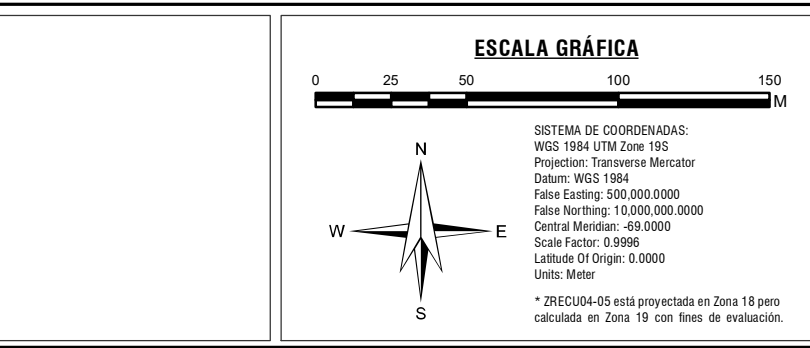 ESCALA GRÁFICA
0 25 50 100 150
M
N
W E
S
SISTEMA DE COORDENADAS:
WGS 1984 UTM Zone 19S
Projection: Transverse Mercator
Datum: WGS 1984
False Easting: 500,000.0000
False Northing: 10,000,000.0000
Central Meridian: -69.0000
Scale Factor: 0.9996
Latitude Of Origin: 0.0000
Units: Meter
* ZRECU04-05 está proyectada en Zona 18 pero
calculada en Zona 19 con fines de evaluación.